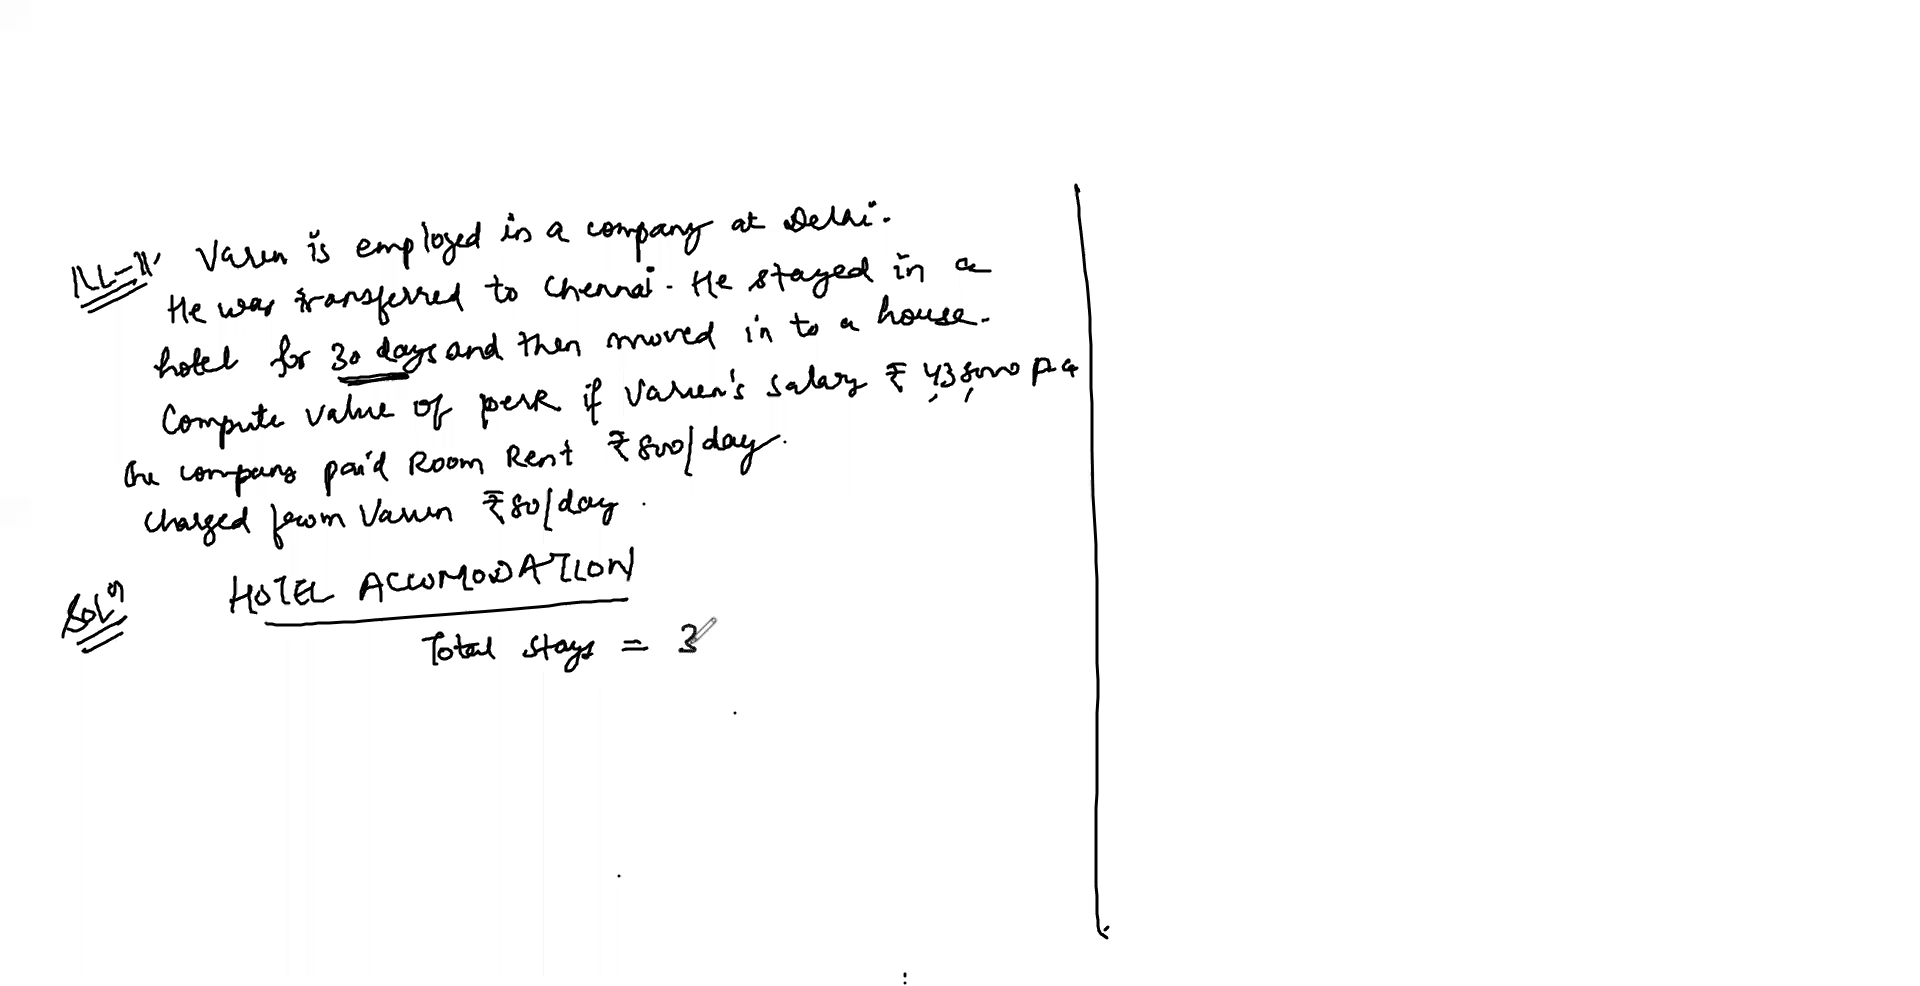 ILL-11. Varun is employed in a company at Delhi.
He was transferred to Chennai. He stayed in a
hotel for 30 days and then moved in to a house.
Compute value of perk if Varun's salary ₹ 4,38,000 p.a
the company paid Room Rent ₹800/day.
Charged from Varun ₹80/day.
Solⁿ HOTEL ACCOMODATION
Total stays = 3